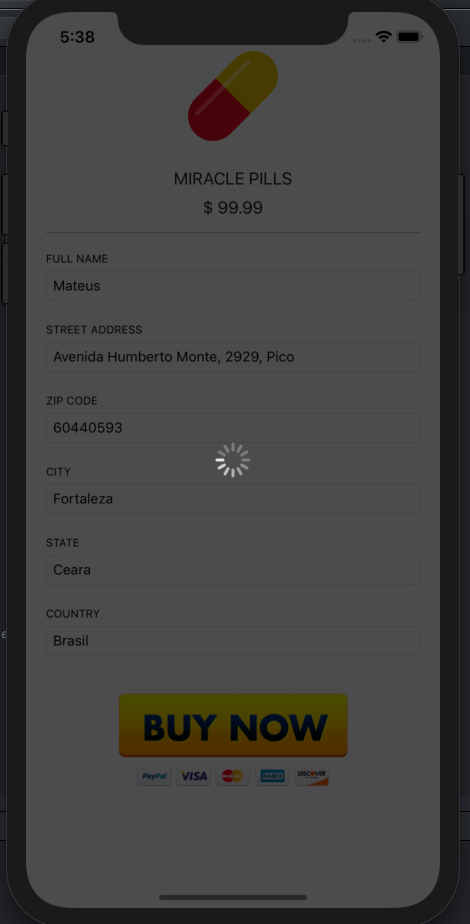 5:38
MIRACLE PILLS
$ 99.99
FULL NAME
Mateus
STREET ADDRESS
Avenida Humberto Monte, 2929, Pico
ZIP CODE
60440593
CITY
Fortaleza
STATE
Ceara
COUNTRY
Brasil
BUY NOW
PayPal VISA MasterCard AMEX DISCOVER